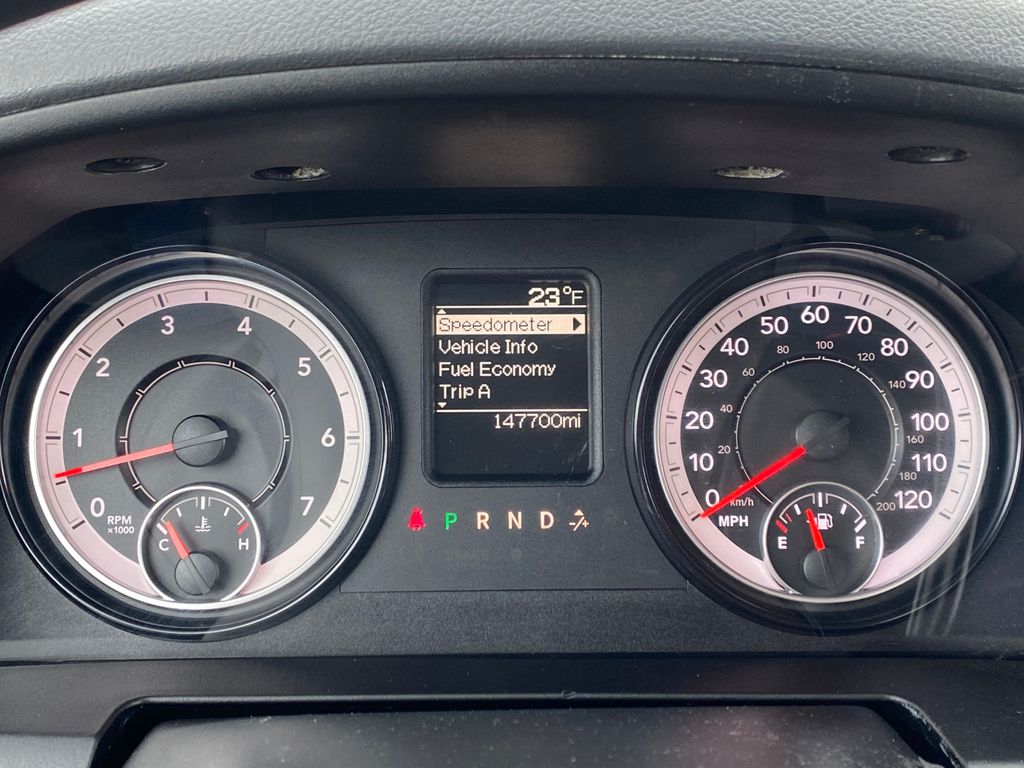 23°F
Speedometer
Vehicle Info
Fuel Economy
Trip A
147700mi
0
1
2
3
4
5
6
7
RPM
×1000
C H
P R N D
0
10
20
30
40
50
60
70
80
90
100
110
120
20
40
60
80
100
120
140
160
180
200
km/h
MPH
E F